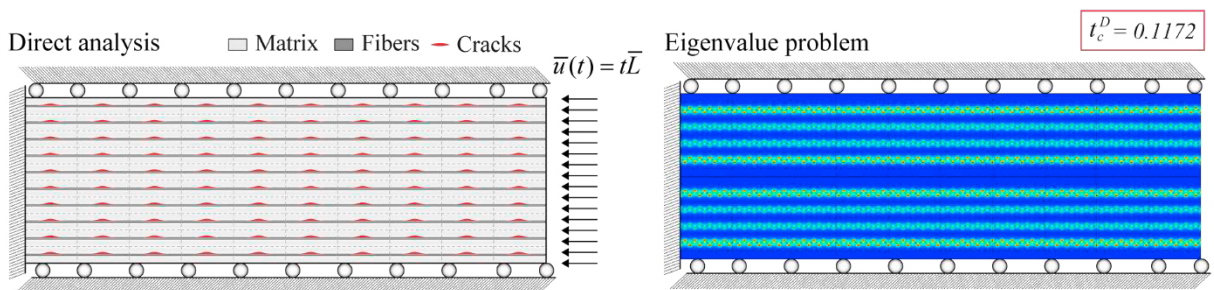 Direct analysis
Matrix Fibers Cracks
u̅(t) = tL̅
Eigenvalue problem
t_c^D = 0.1172